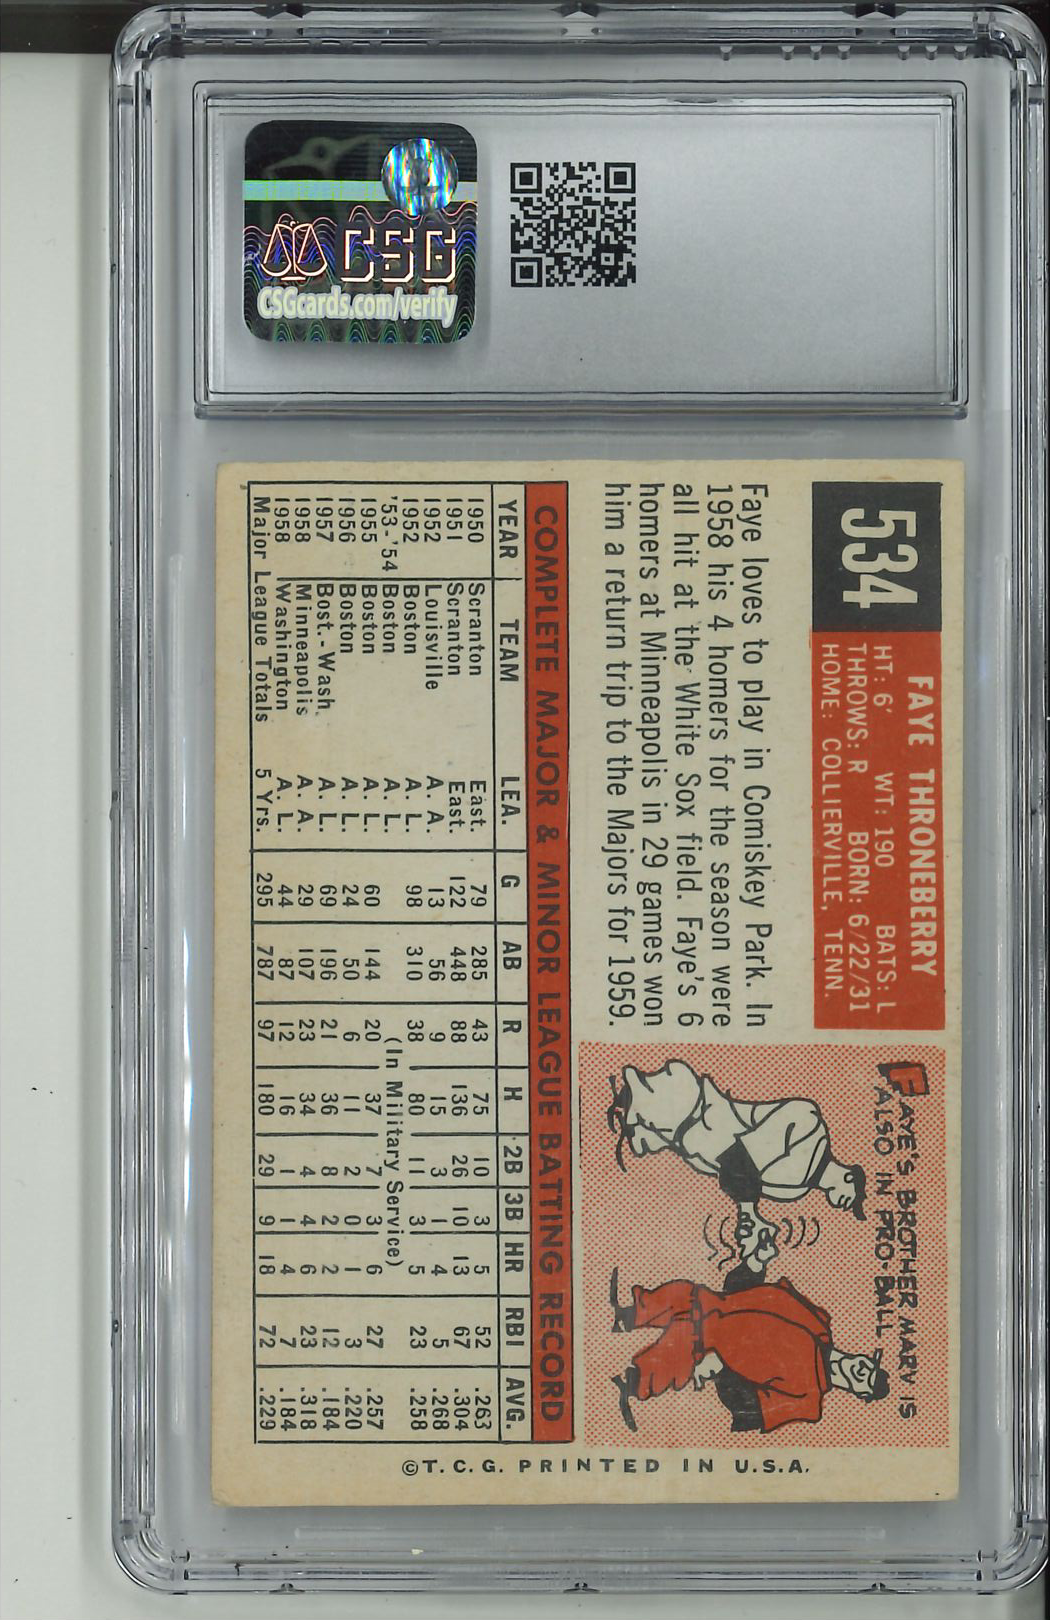 CSG
CSGcards.com/verify
534
FAYE THRONEBERRY
HT: 6' WT: 190 BATS: L
THROWS: R BORN: 6/22/31
HOME: COLLIERVILLE, TENN.
Faye loves to play in Comiskey Park. In
1958 his 4 homers for the season were
all hit at the White Sox field. Faye's 6
homers at Minneapolis in 29 games won
him a return trip to the Majors for 1959.
FAYE'S BROTHER MARV IS
ALSO IN PRO-BALL
COMPLETE MAJOR & MINOR LEAGUE BATTING RECORD
YEAR TEAM LEA. G AB R H 2B 3B HR RBI AVG.
1950 Scranton East. 79 285 43 75 10 3 5 52 .263
1951 Scranton East. 122 448 88 136 26 10 13 67 .304
1952 Louisville A. A. 13 56 9 15 3 1 4 5 .268
1952 Boston A. L. 98 310 38 80 11 3 5 23 .258
'53-'54 Boston A. L. (In Military Service)
1955 Boston A. L. 60 144 20 37 7 3 6 27 .257
1956 Boston A. L. 24 50 6 11 2 0 1 3 .220
1957 Bost.-Wash. A. L. 69 196 21 36 8 2 2 12 .184
1958 Minneapolis A. A. 29 107 23 34 4 4 6 23 .318
1958 Washington A. L. 44 87 12 16 1 1 4 7 .184
Major League Totals 5 Yrs. 295 787 97 180 29 9 18 72 .229
©T.C.G. PRINTED IN U.S.A.